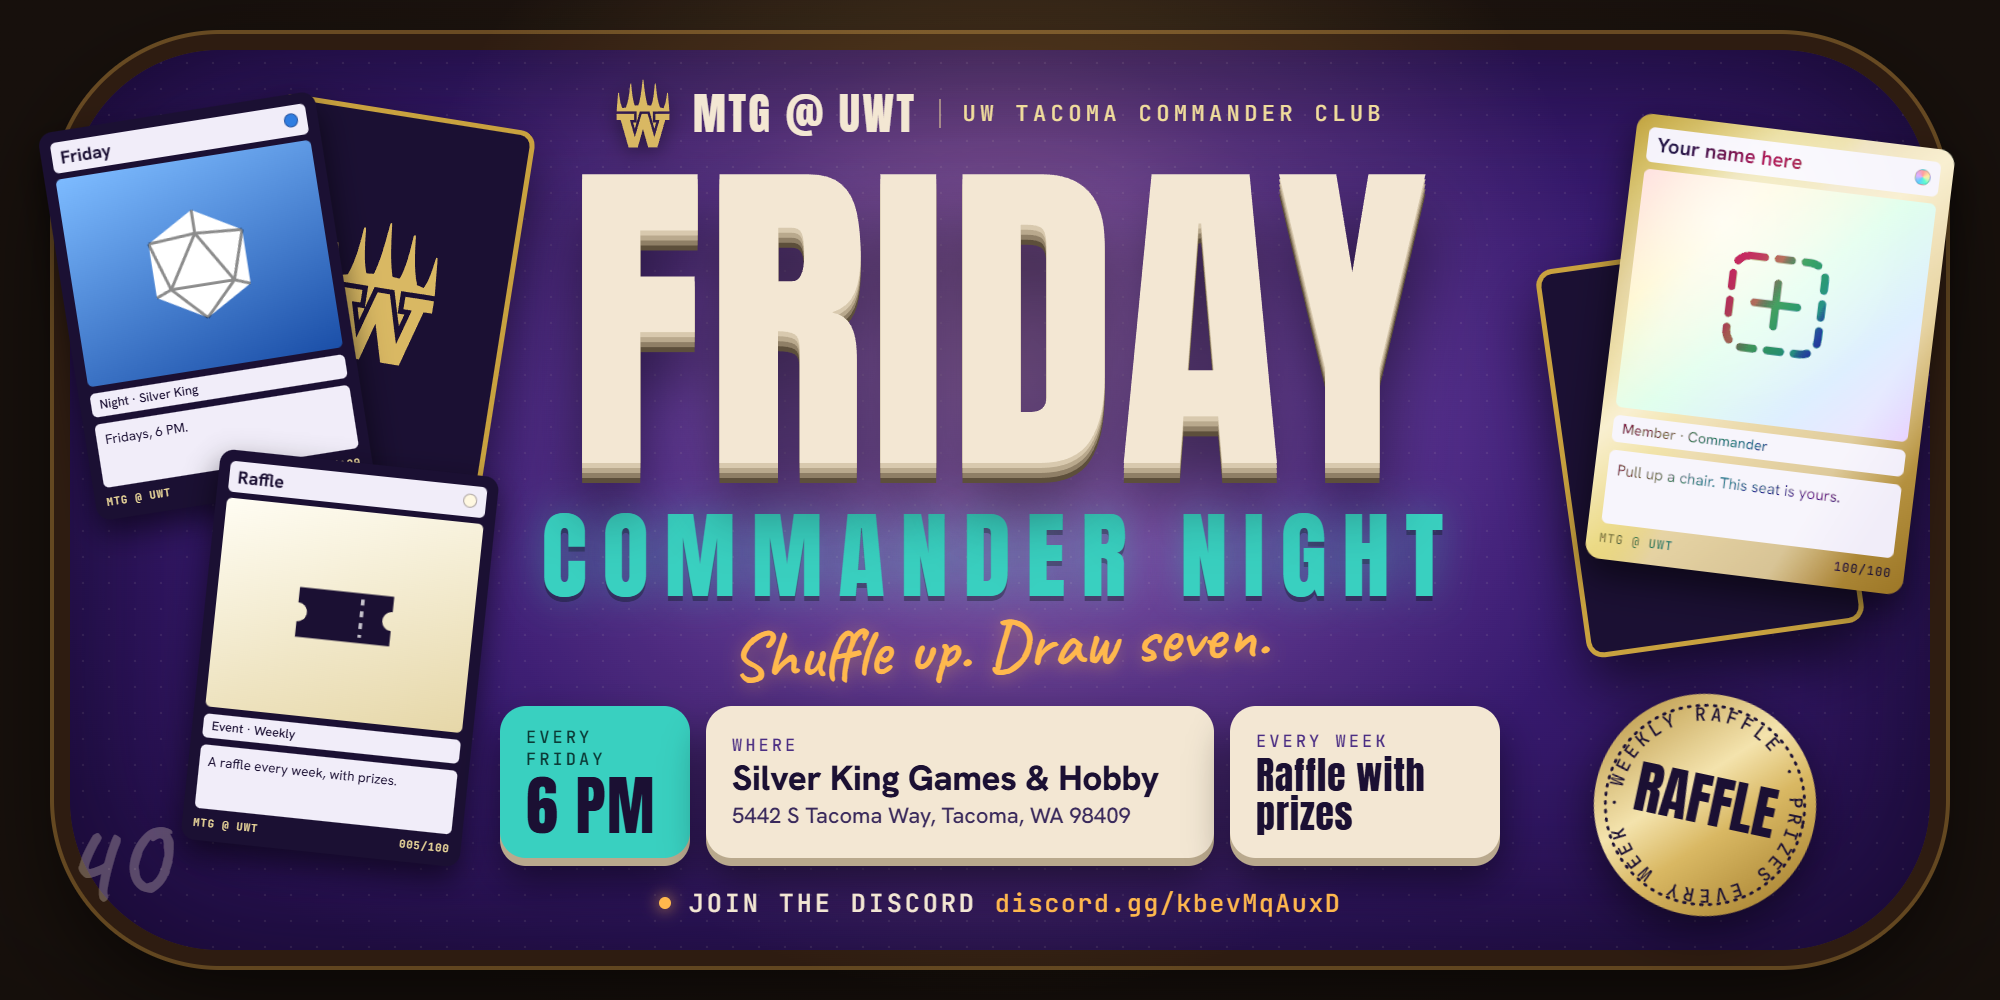 MTG @ UWT
UW TACOMA COMMANDER CLUB
FRIDAY
COMMANDER NIGHT
Shuffle up. Draw seven.
EVERY
FRIDAY
6 PM
WHERE
Silver King Games & Hobby
5442 S Tacoma Way, Tacoma, WA 98409
EVERY WEEK
Raffle with
prizes
JOIN THE DISCORD discord.gg/kbevMqAuxD
Friday
Night · Silver King
Fridays, 6 PM.
MTG @ UWT
W
Raffle
Event · Weekly
A raffle every week, with prizes.
MTG @ UWT
005/100
40
Your name here
Member · Commander
Pull up a chair. This seat is yours.
MTG @ UWT
100/100
WEEKLY RAFFLE · PRIZES EVERY WEEK ·
RAFFLE